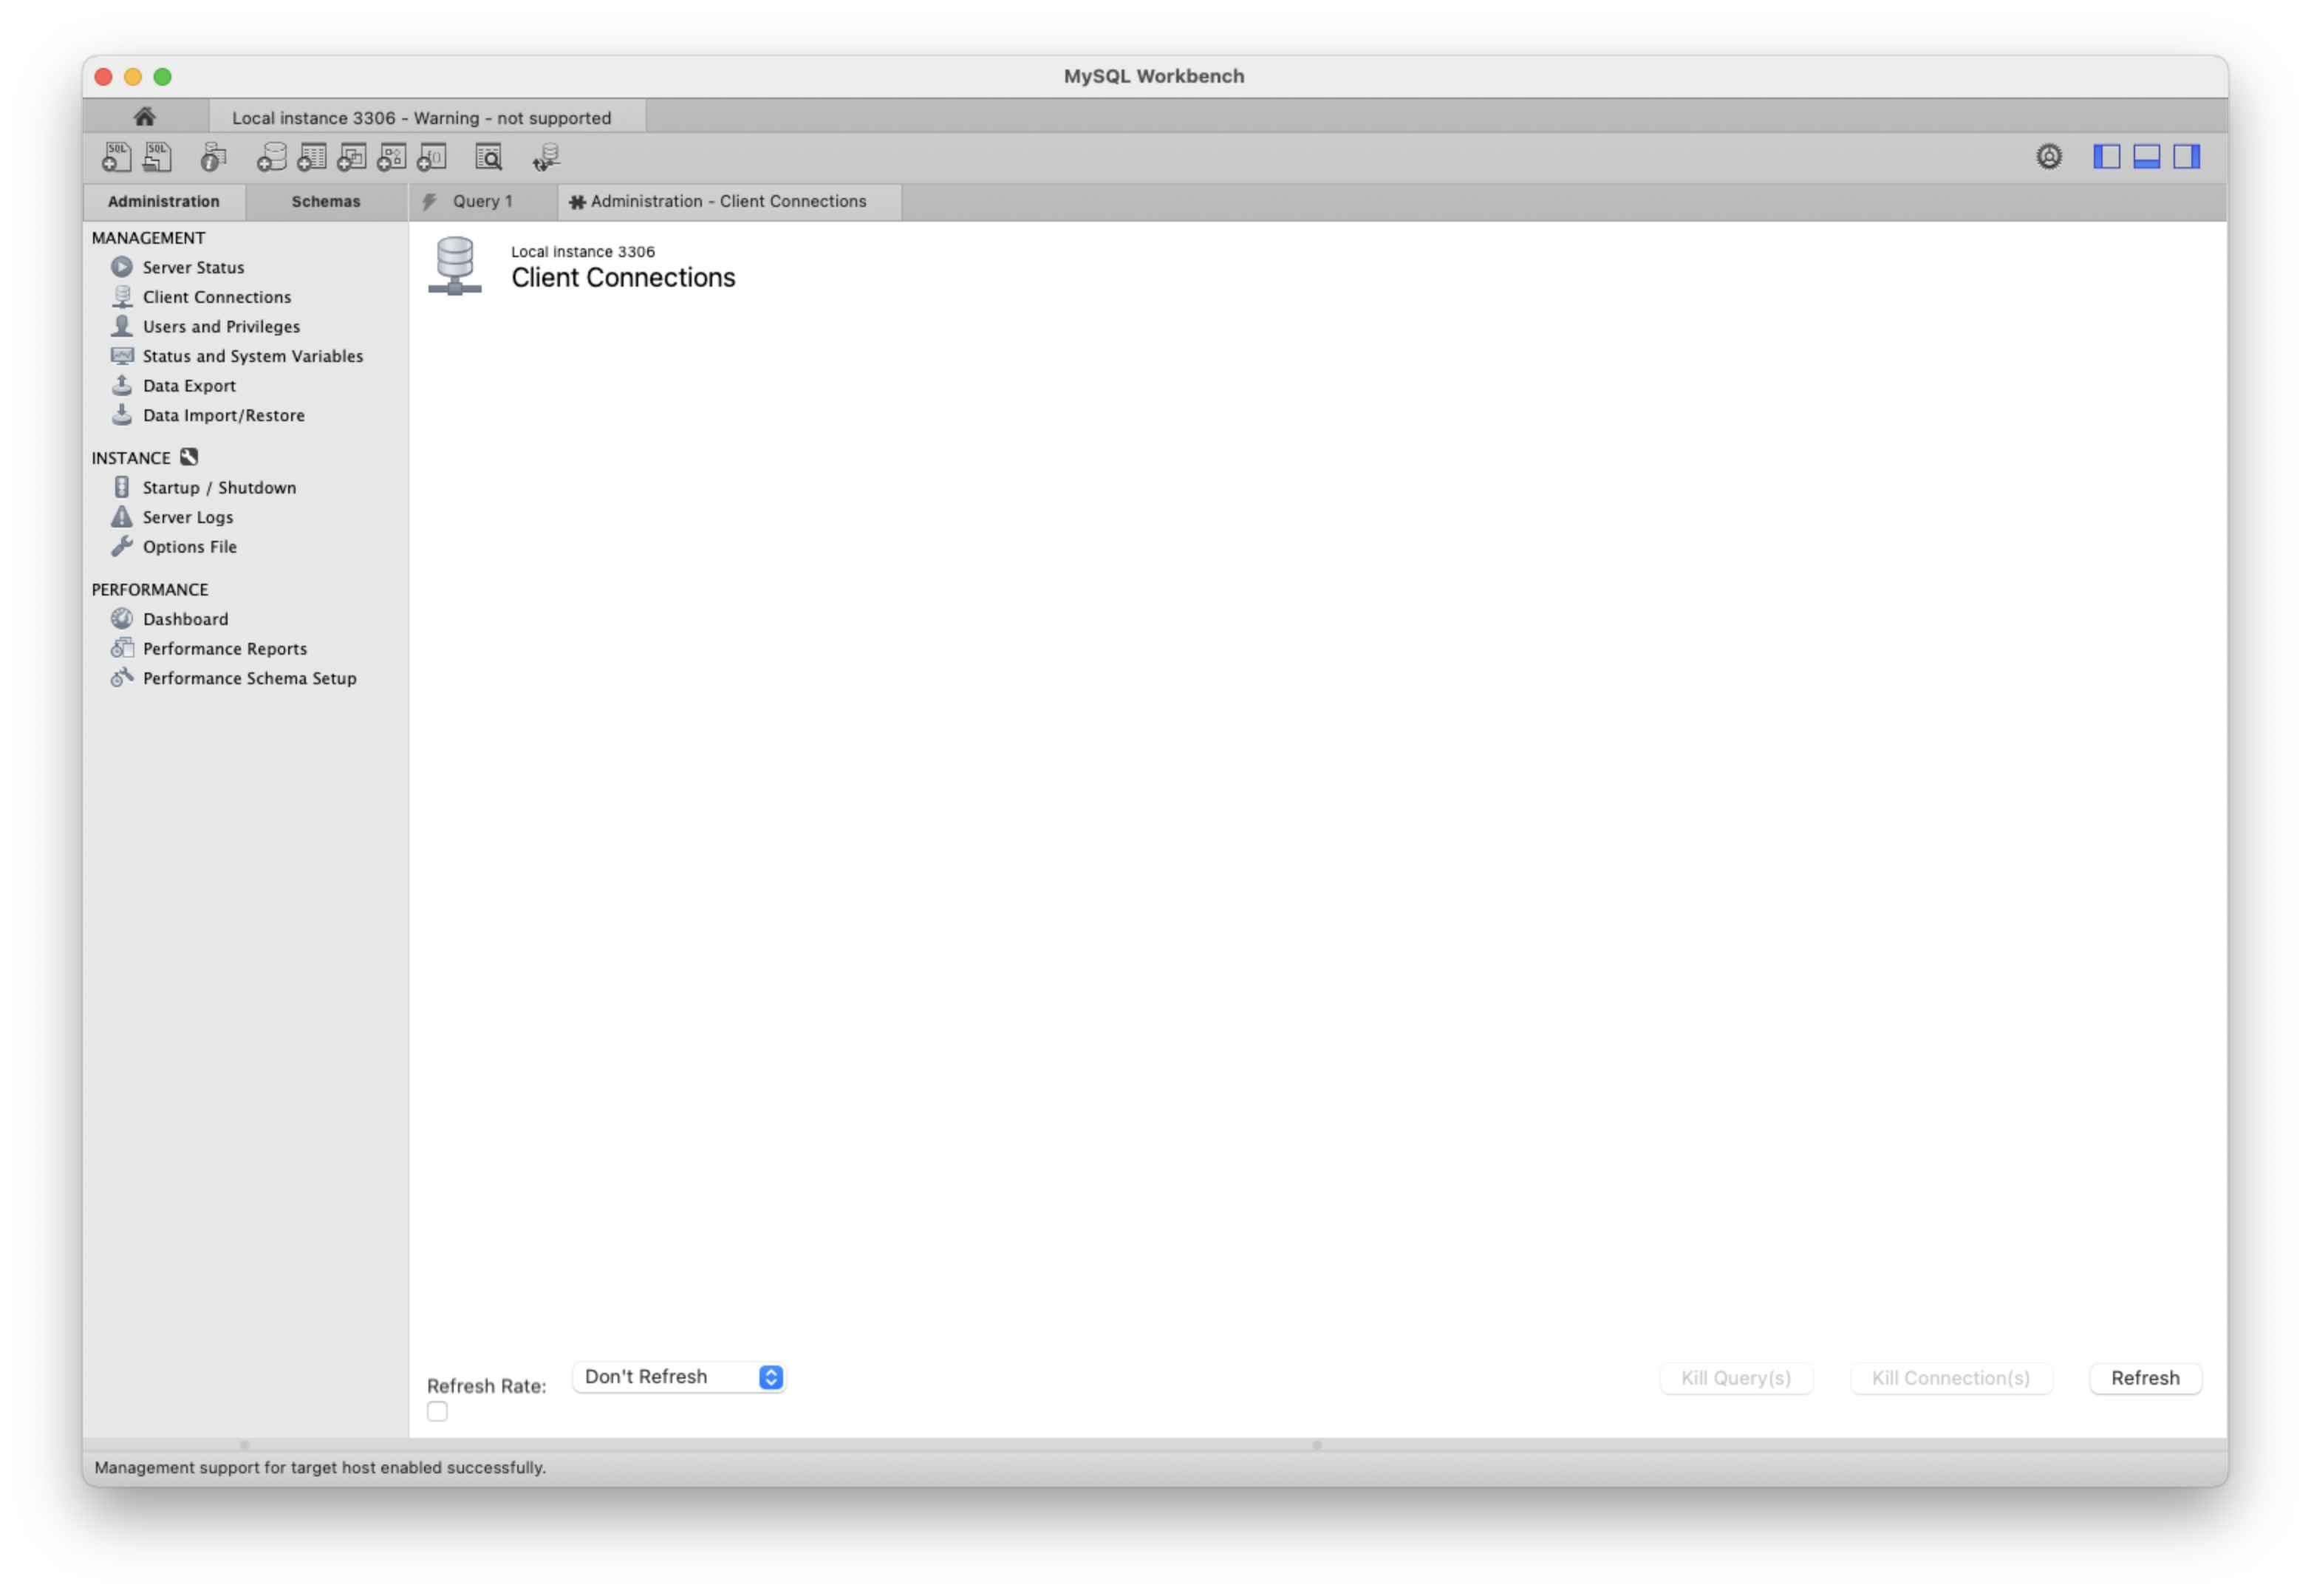 MySQL Workbench
Local instance 3306 - Warning - not supported
SQL SQL f()
Administration Schemas Query 1 Administration - Client Connections
MANAGEMENT
Server Status
Client Connections
Users and Privileges
Status and System Variables
Data Export
Data Import/Restore
INSTANCE
Startup / Shutdown
Server Logs
Options File
PERFORMANCE
Dashboard
Performance Reports
Performance Schema Setup
Local instance 3306
Client Connections
Refresh Rate: Don't Refresh Kill Query(s) Kill Connection(s) Refresh
Management support for target host enabled successfully.